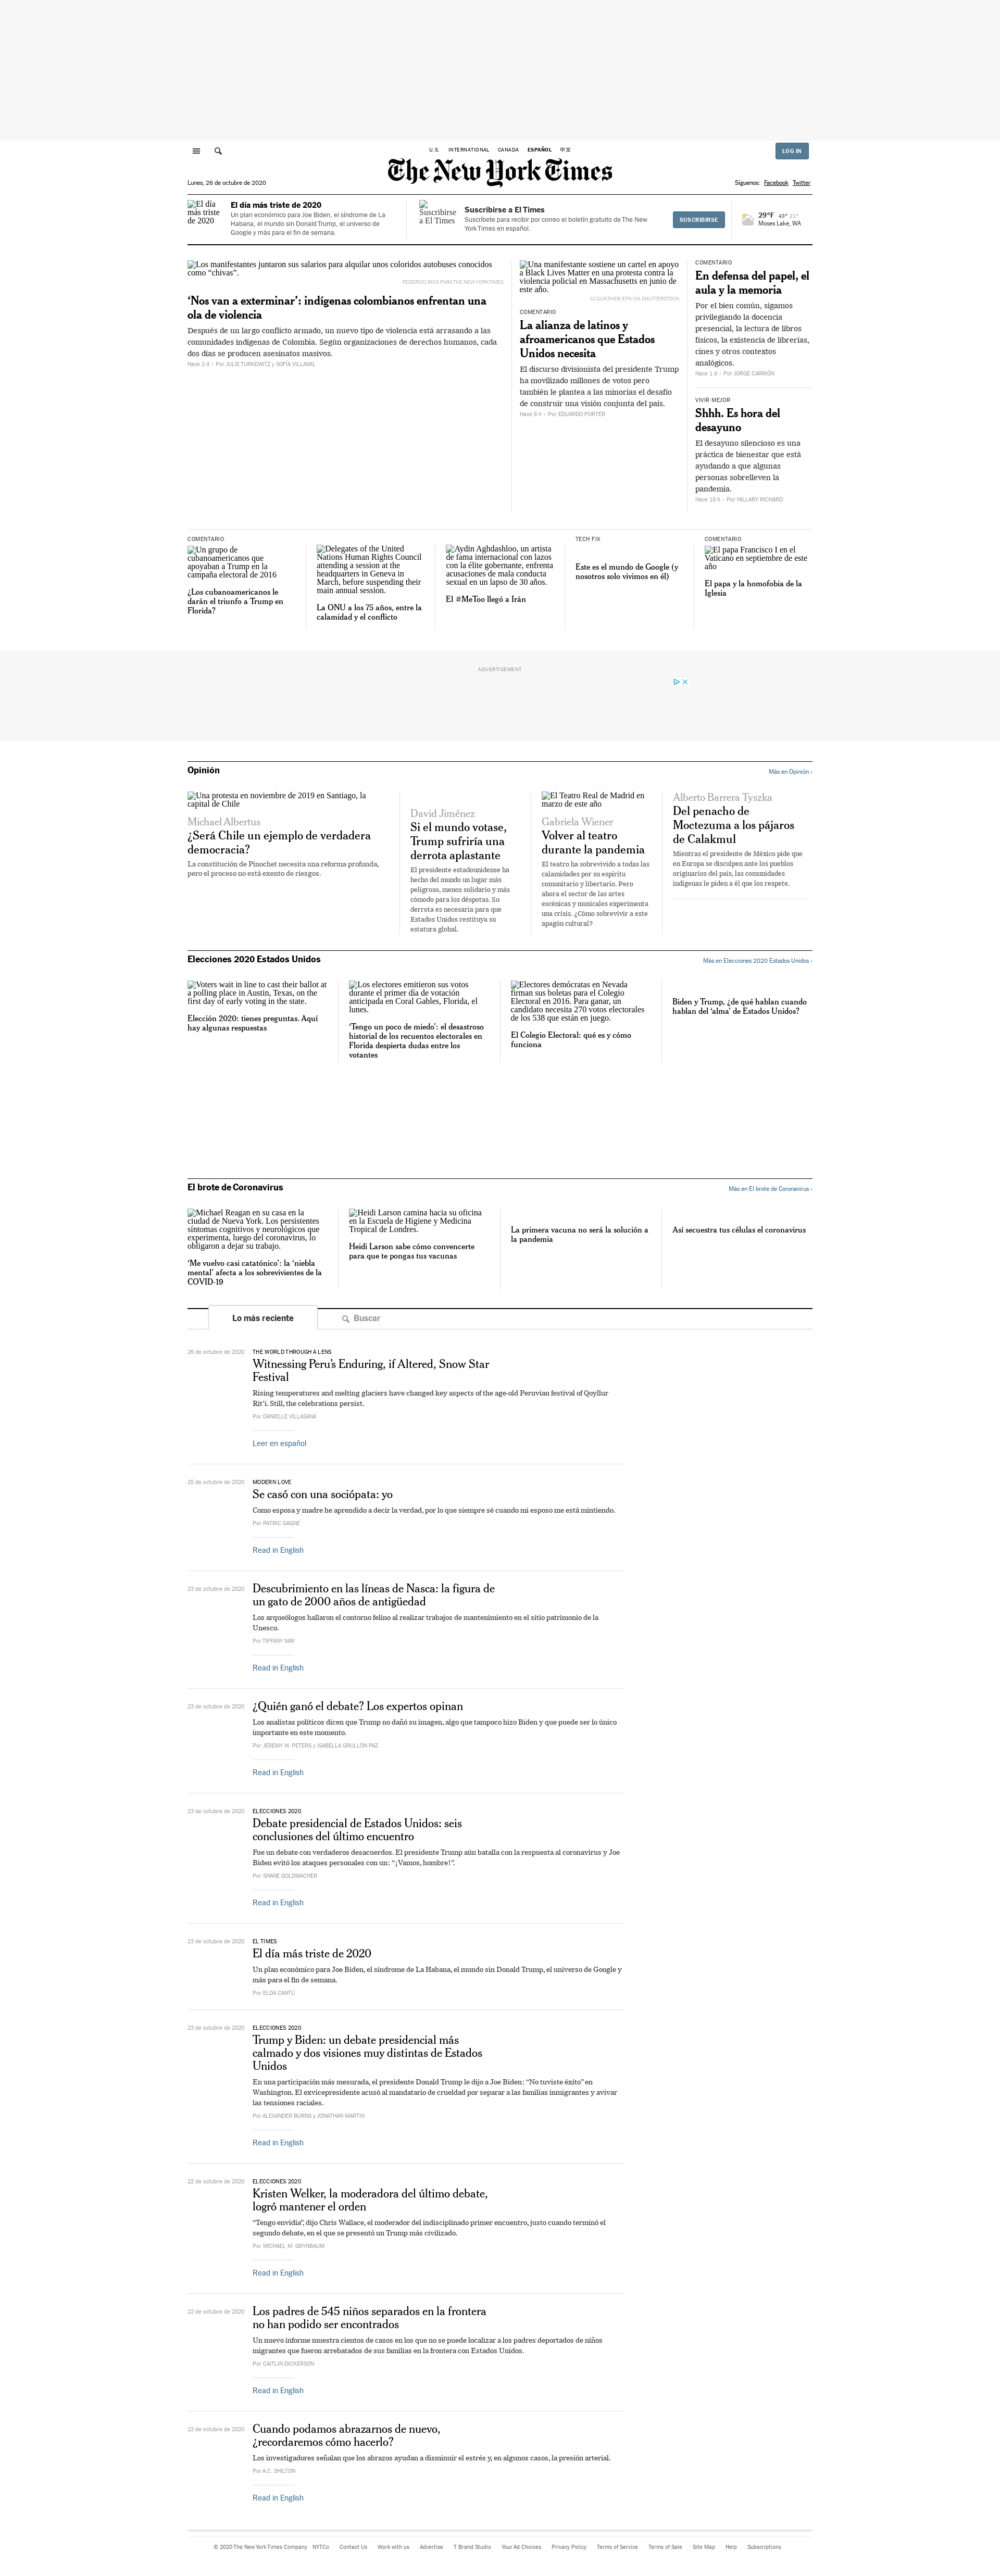 U.S. INTERNATIONAL CANADA ESPAÑOL 中文
LOG IN
The New York Times
Lunes, 26 de octubre de 2020
Síguenos: Facebook Twitter
El día
más triste
de 2020
El día más triste de 2020
Un plan económico para Joe Biden, el síndrome de La
Habana, el mundo sin Donald Trump, el universo de
Google y más para el fin de semana.
Suscribirse
a El Times
Suscribirse a El Times
Suscríbete para recibir por correo el boletín gratuito de The New
York Times en español.
SUSCRIBIRSE
29°F 43° 21°
Moses Lake, WA
Los manifestantes juntaron sus salarios para alquilar unos coloridos autobuses conocidos
como “chivas”.
FEDERICO RIOS PARA THE NEW YORK TIMES
‘Nos van a exterminar’: indígenas colombianos enfrentan una
ola de violencia
Después de un largo conflicto armado, un nuevo tipo de violencia está arrasando a las
comunidades indígenas de Colombia. Según organizaciones de derechos humanos, cada
dos días se producen asesinatos masivos.
Hace 2 d • Por JULIE TURKEWITZ y SOFÍA VILLAMIL
Una manifestante sostiene un cartel en apoyo
a Black Lives Matter en una protesta contra la
violencia policial en Massachusetts en junio de
este año.
CJ GUNTHER/EPA VÍA SHUTTERSTOCK
COMENTARIO
La alianza de latinos y
afroamericanos que Estados
Unidos necesita
El discurso divisionista del presidente Trump
ha movilizado millones de votos pero
también le plantea a las minorías el desafío
de construir una visión conjunta del país.
Hace 6 h • Por EDUARDO PORTER
COMENTARIO
En defensa del papel, el
aula y la memoria
Por el bien común, sigamos
privilegiando la docencia
presencial, la lectura de libros
físicos, la existencia de librerías,
cines y otros contextos
analógicos.
Hace 1 d • Por JORGE CARRIÓN
VIVIR MEJOR
Shhh. Es hora del
desayuno
El desayuno silencioso es una
práctica de bienestar que está
ayudando a que algunas
personas sobrelleven la
pandemia.
Hace 19 h • Por HILLARY RICHARD
COMENTARIO
Un grupo de
cubanoamericanos que
apoyaban a Trump en la
campaña electoral de 2016
¿Los cubanoamericanos le
darán el triunfo a Trump en
Florida?
Delegates of the United
Nations Human Rights Council
attending a session at the
headquarters in Geneva in
March, before suspending their
main annual session.
La ONU a los 75 años, entre la
calamidad y el conflicto
Aydin Aghdashloo, un artista
de fama internacional con lazos
con la élite gobernante, enfrenta
acusaciones de mala conducta
sexual en un lapso de 30 años.
El #MeToo llegó a Irán
TECH FIX
Este es el mundo de Google (y
nosotros solo vivimos en él)
COMENTARIO
El papa Francisco I en el
Vaticano en septiembre de este
año
El papa y la homofobia de la
Iglesia
ADVERTISEMENT
Opinión
Más en Opinión ›
Una protesta en noviembre de 2019 en Santiago, la
capital de Chile
Michael Albertus
¿Será Chile un ejemplo de verdadera
democracia?
La constitución de Pinochet necesita una reforma profunda,
pero el proceso no está exento de riesgos.
David Jiménez
Si el mundo votase,
Trump sufriría una
derrota aplastante
El presidente estadounidense ha
hecho del mundo un lugar más
peligroso, menos solidario y más
cómodo para los déspotas. Su
derrota es necesaria para que
Estados Unidos restituya su
estatura global.
El Teatro Real de Madrid en
marzo de este año
Gabriela Wiener
Volver al teatro
durante la pandemia
El teatro ha sobrevivido a todas las
calamidades por su espíritu
comunitario y libertario. Pero
ahora el sector de las artes
escénicas y musicales experimenta
una crisis. ¿Cómo sobrevivir a este
apagón cultural?
Alberto Barrera Tyszka
Del penacho de
Moctezuma a los pájaros
de Calakmul
Mientras el presidente de México pide que
en Europa se disculpen ante los pueblos
originarios del país, las comunidades
indígenas le piden a él que los respete.
Elecciones 2020 Estados Unidos
Más en Elecciones 2020 Estados Unidos ›
Voters wait in line to cast their ballot at
a polling place in Austin, Texas, on the
first day of early voting in the state.
Elección 2020: tienes preguntas. Aquí
hay algunas respuestas
Los electores emitieron sus votos
durante el primer día de votación
anticipada en Coral Gables, Florida, el
lunes.
‘Tengo un poco de miedo’: el desastroso
historial de los recuentos electorales en
Florida despierta dudas entre los
votantes
Electores demócratas en Nevada
firman sus boletas para el Colegio
Electoral en 2016. Para ganar, un
candidato necesita 270 votos electorales
de los 538 que están en juego.
El Colegio Electoral: qué es y cómo
funciona
Biden y Trump, ¿de qué hablan cuando
hablan del ‘alma’ de Estados Unidos?
El brote de Coronavirus
Más en El brote de Coronavirus ›
Michael Reagan en su casa en la
ciudad de Nueva York. Los persistentes
síntomas cognitivos y neurológicos que
experimenta, luego del coronavirus, lo
obligaron a dejar su trabajo.
‘Me vuelvo casi catatónico’: la ‘niebla
mental’ afecta a los sobrevivientes de la
COVID-19
Heidi Larson camina hacia su oficina
en la Escuela de Higiene y Medicina
Tropical de Londres.
Heidi Larson sabe cómo convencerte
para que te pongas tus vacunas
La primera vacuna no será la solución a
la pandemia
Así secuestra tus células el coronavirus
Lo más reciente
Buscar
26 de octubre de 2020
THE WORLD THROUGH A LENS
Witnessing Peru’s Enduring, if Altered, Snow Star
Festival
Rising temperatures and melting glaciers have changed key aspects of the age-old Peruvian festival of Qoyllur
Rit’i. Still, the celebrations persist.
Por DANIELLE VILLASANA
Leer en español
25 de octubre de 2020
MODERN LOVE
Se casó con una sociópata: yo
Como esposa y madre he aprendido a decir la verdad, por lo que siempre sé cuando mi esposo me está mintiendo.
Por PATRIC GAGNE
Read in English
23 de octubre de 2020
Descubrimiento en las líneas de Nasca: la figura de
un gato de 2000 años de antigüedad
Los arqueólogos hallaron el contorno felino al realizar trabajos de mantenimiento en el sitio patrimonio de la
Unesco.
Por TIFFANY MAY
Read in English
23 de octubre de 2020
¿Quién ganó el debate? Los expertos opinan
Los analistas políticos dicen que Trump no dañó su imagen, algo que tampoco hizo Biden y que puede ser lo único
importante en este momento.
Por JEREMY W. PETERS y ISABELLA GRULLÓN PAZ
Read in English
23 de octubre de 2020
ELECCIONES 2020
Debate presidencial de Estados Unidos: seis
conclusiones del último encuentro
Fue un debate con verdaderos desacuerdos. El presidente Trump aún batalla con la respuesta al coronavirus y Joe
Biden evitó los ataques personales con un: “¡Vamos, hombre!”.
Por SHANE GOLDMACHER
Read in English
23 de octubre de 2020
EL TIMES
El día más triste de 2020
Un plan económico para Joe Biden, el síndrome de La Habana, el mundo sin Donald Trump, el universo de Google y
más para el fin de semana.
Por ELDA CANTÚ
23 de octubre de 2020
ELECCIONES 2020
Trump y Biden: un debate presidencial más
calmado y dos visiones muy distintas de Estados
Unidos
En una participación más mesurada, el presidente Donald Trump le dijo a Joe Biden: “No tuviste éxito” en
Washington. El exvicepresidente acusó al mandatario de crueldad por separar a las familias inmigrantes y avivar
las tensiones raciales.
Por ALEXANDER BURNS y JONATHAN MARTIN
Read in English
22 de octubre de 2020
ELECCIONES 2020
Kristen Welker, la moderadora del último debate,
logró mantener el orden
“Tengo envidia”, dijo Chris Wallace, el moderador del indisciplinado primer encuentro, justo cuando terminó el
segundo debate, en el que se presentó un Trump más civilizado.
Por MICHAEL M. GRYNBAUM
Read in English
22 de octubre de 2020
Los padres de 545 niños separados en la frontera
no han podido ser encontrados
Un nuevo informe muestra cientos de casos en los que no se puede localizar a los padres deportados de niños
migrantes que fueron arrebatados de sus familias en la frontera con Estados Unidos.
Por CAITLIN DICKERSON
Read in English
22 de octubre de 2020
Cuando podamos abrazarnos de nuevo,
¿recordaremos cómo hacerlo?
Los investigadores señalan que los abrazos ayudan a disminuir el estrés y, en algunos casos, la presión arterial.
Por A.C. SHILTON
Read in English
© 2020 The New York Times Company NYTCo Contact Us Work with us Advertise T Brand Studio Your Ad Choices Privacy Policy Terms of Service Terms of Sale Site Map Help Subscriptions